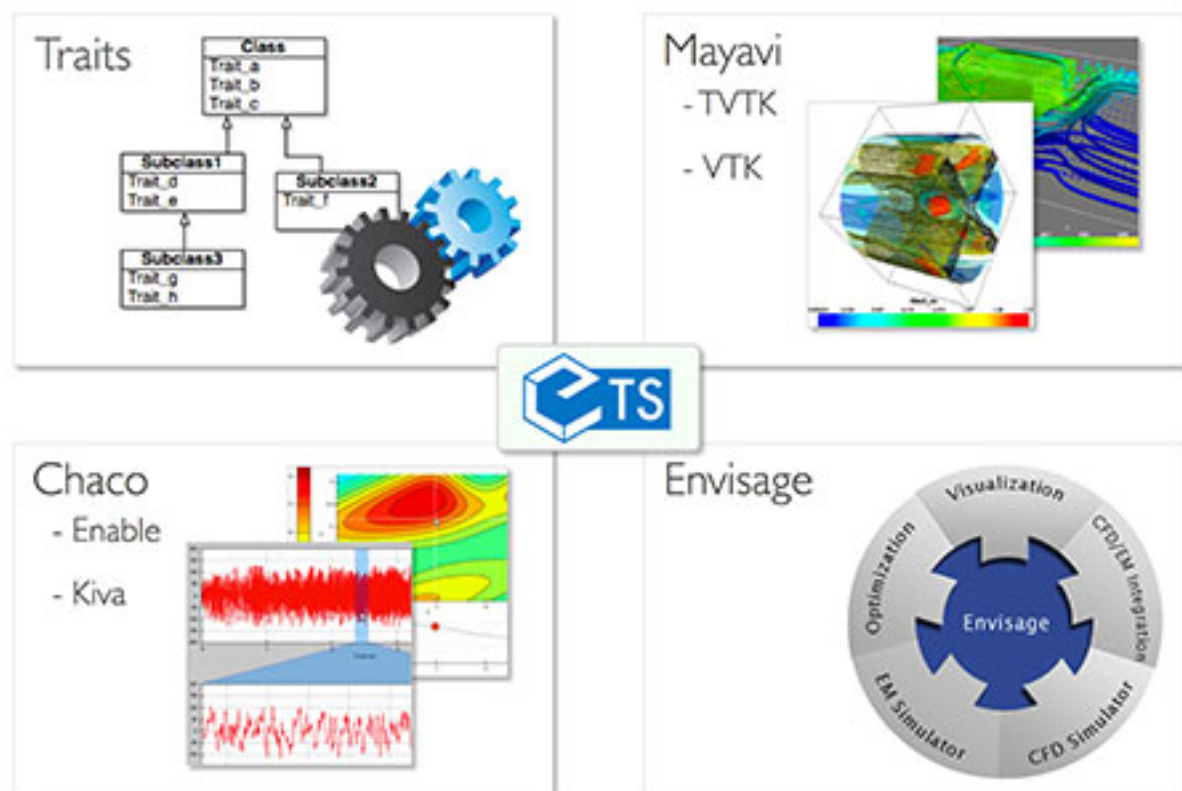 Traits
Class
Trait_a
Trait_b
Trait_c
Subclass1
Trait_d
Trait_e
Subclass2
Trait_f
Subclass3
Trait_g
Trait_h
Mayavi
- TVTK
- VTK
eTS
Chaco
- Enable
- Kiva
Envisage
Visualization
CFD/EM Integration
CFD Simulator
EM Simulator
Optimization
Envisage